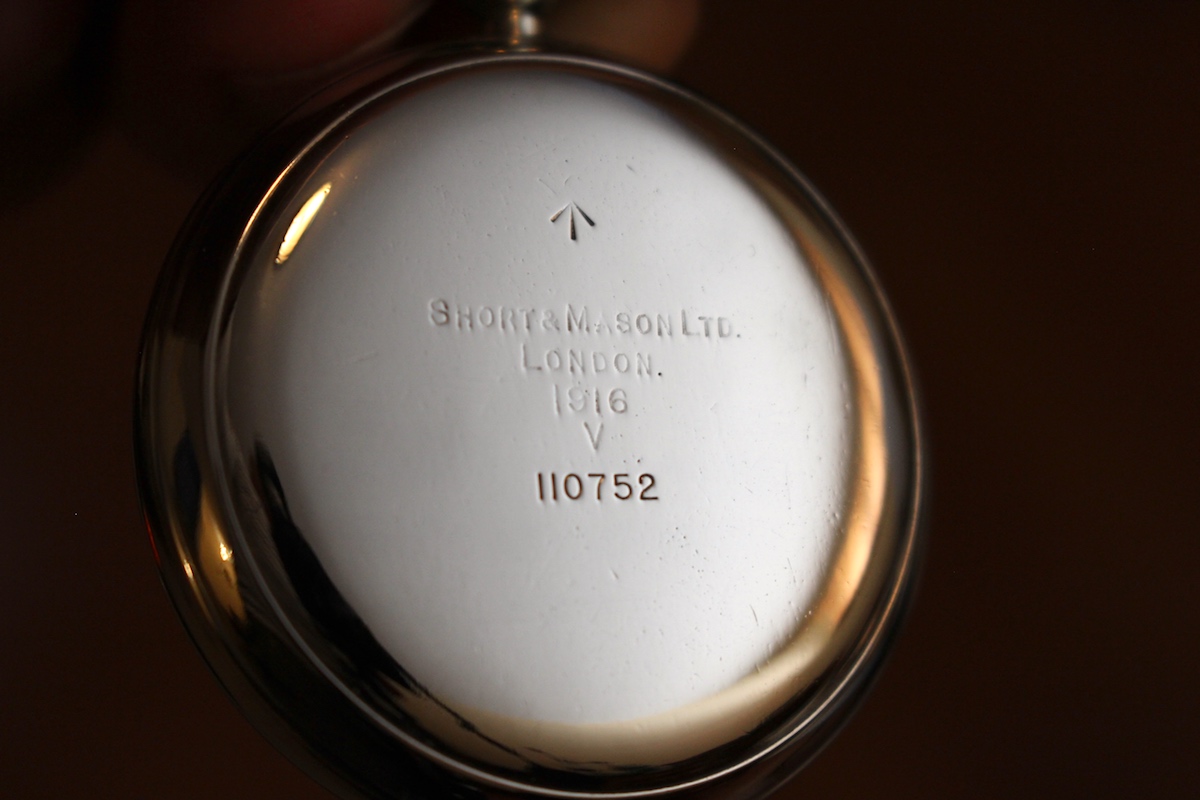 SHORT & MASON LTD.
LONDON.
1916
V
110752